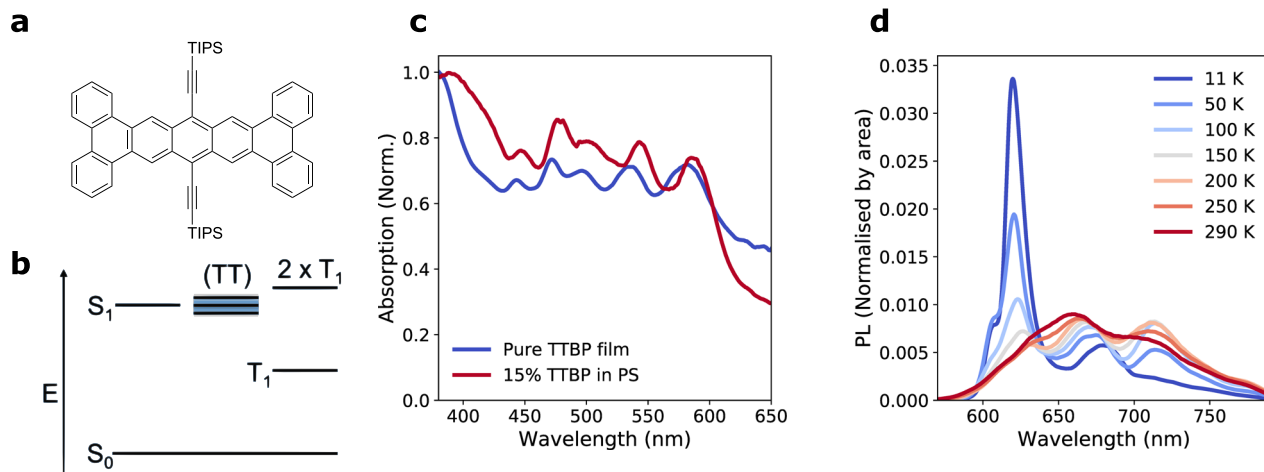 a
TIPS
TIPS
b
E
(TT)
2 x T₁
S₁
T₁
S₀
c
Absorption (Norm.)
1.0
0.8
0.6
0.4
0.2
0.0
Pure TTBP film
15% TTBP in PS
400 450 500 550 600 650
Wavelength (nm)
d
PL (Normalised by area)
0.035
0.030
0.025
0.020
0.015
0.010
0.005
0.000
11 K
50 K
100 K
150 K
200 K
250 K
290 K
600 650 700 750
Wavelength (nm)